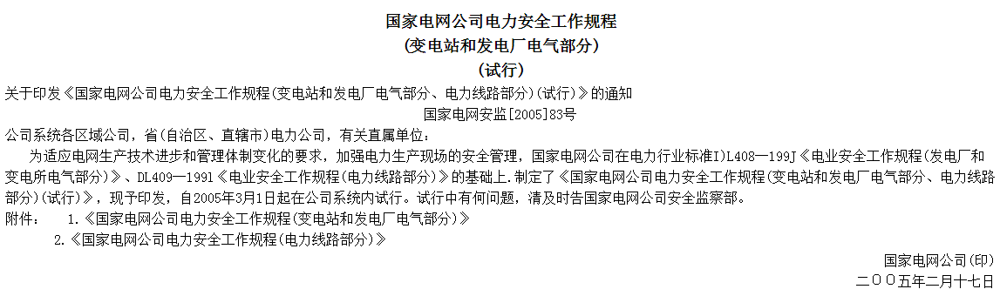 国家电网公司电力安全工作规程
(变电站和发电厂电气部分)
(试行)
关于印发《国家电网公司电力安全工作规程(变电站和发电厂电气部分、电力线路部分)(试行)》的通知
国家电网安监[2005]83号
公司系统各区域公司，省(自治区、直辖市)电力公司，有关直属单位：
为适应电网生产技术进步和管理体制变化的要求，加强电力生产现场的安全管理，国家电网公司在电力行业标准I)L408—199J《电业安全工作规程(发电厂和
变电所电气部分)》、DL409—1991《电业安全工作规程(电力线路部分)》的基础上.制定了《国家电网公司电力安全工作规程(变电站和发电厂电气部分、电力线路
部分)(试行)》，现予印发，自2005年3月1日起在公司系统内试行。试行中有何问题，清及时告国家电网公司安全监察部。
附件： 1.《国家电网公司电力安全工作规程(变电站和发电厂电气部分)》
2.《国家电网公司电力安全工作规程(电力线路部分)》
国家电网公司(印)
二ＯＯ五年二月十七日